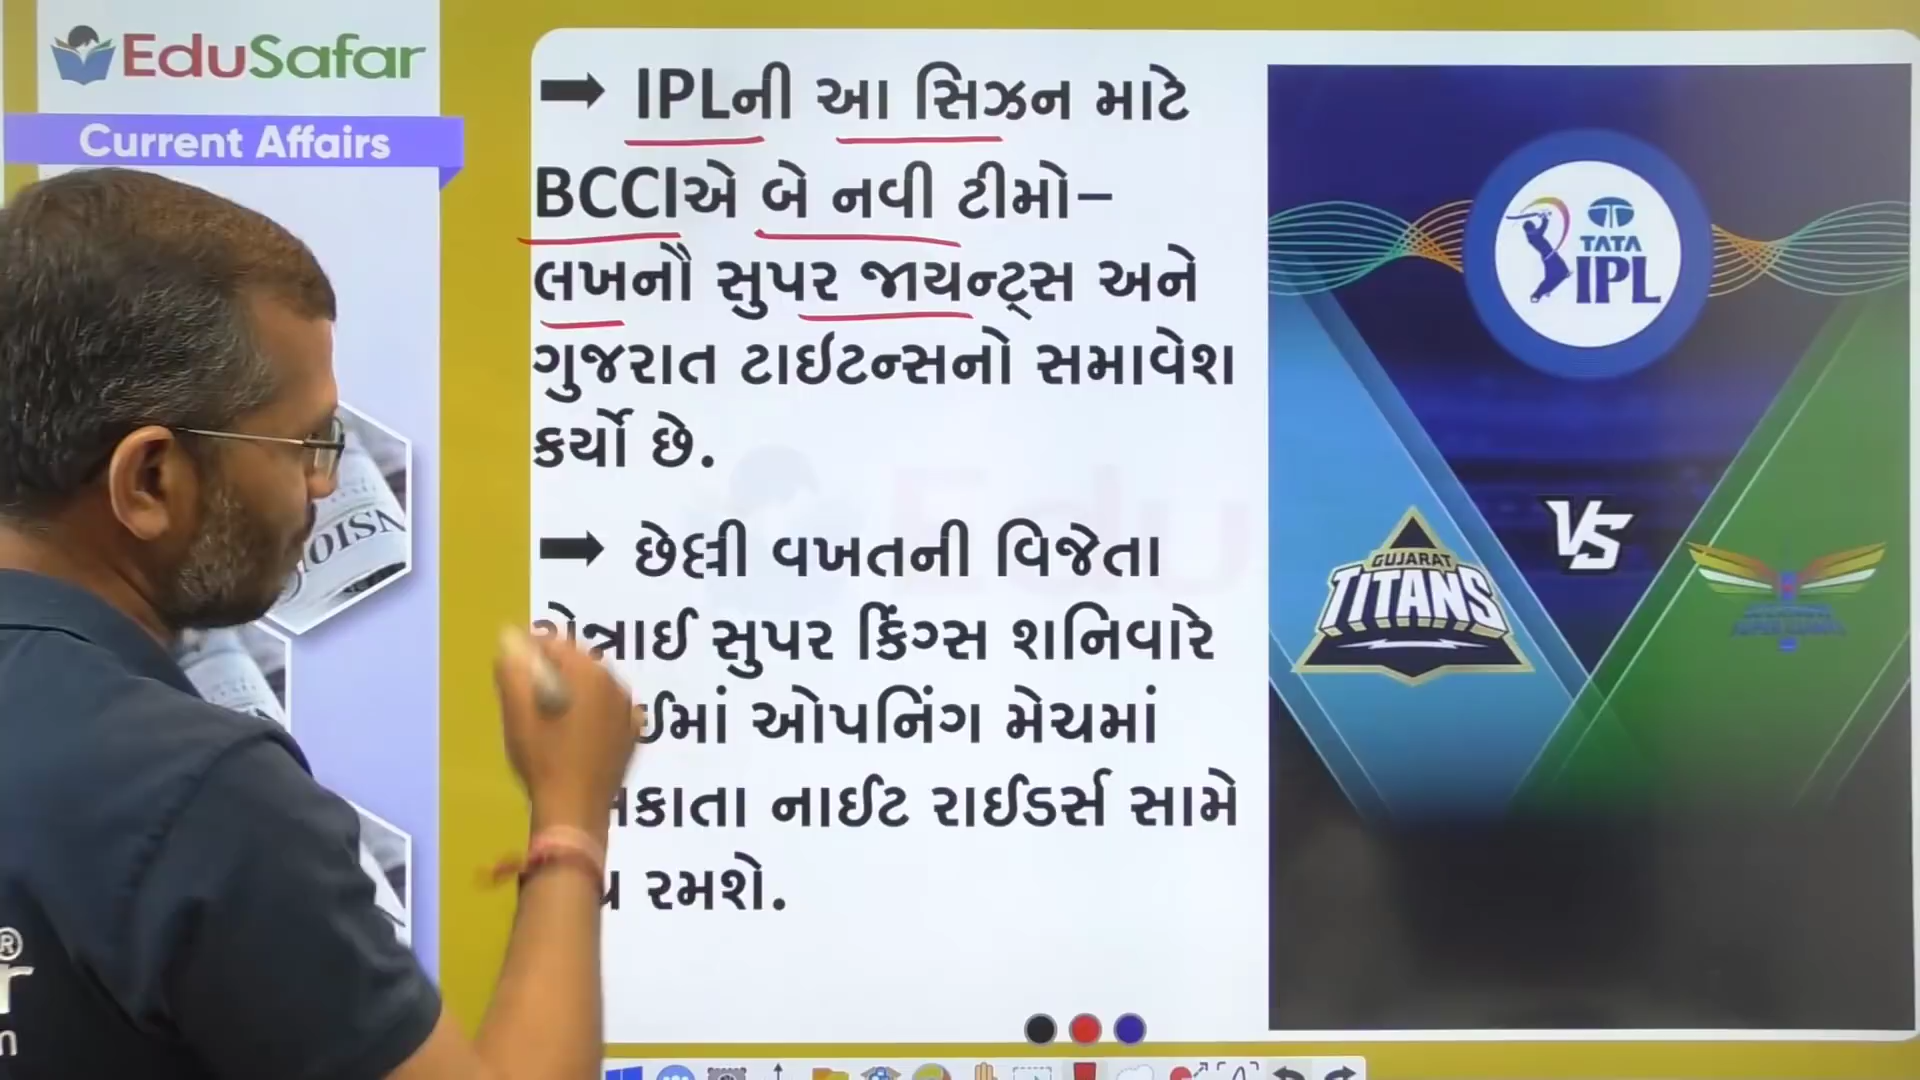 EduSafar
Current Affairs
➡ IPLની આ સિઝન માટે
BCCIએ બે નવી ટીમો–
લખનૌ સુપર જાયન્ટ્સ અને
ગુજરાત ટાઇટન્સનો સમાવેશ
કર્યો છે.
➡ છેલ્લી વખતની વિજેતા
સુપર કિંગ્સ શનિવારે
ઓપનિંગ મેચમાં
નાઈટ રાઈડર્સ સામે
રમશે.
TATA
IPL
VS
GUJARAT
TITANS